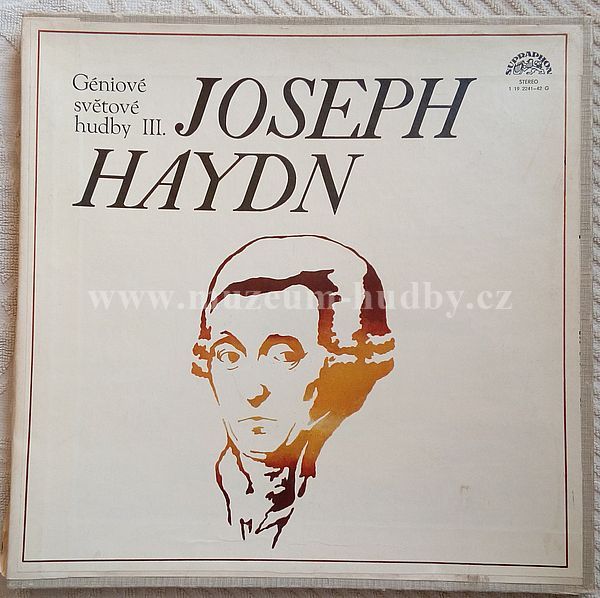 Géniové
světové
hudby III.
JOSEPH
HAYDN
SUPRAPHON
STEREO
1 19 2241-42 G
www.muzeum-hudby.cz